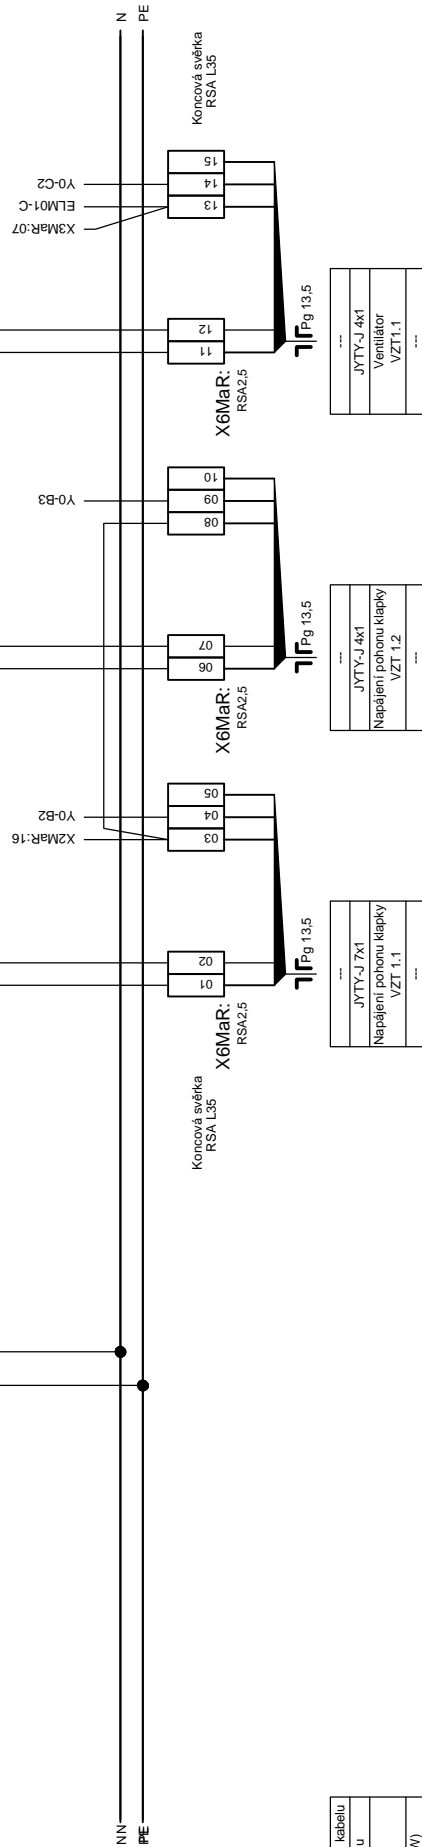 N
PE
Koncová svěrka
RSA L35
15
14
13
Y0-C2
ELM01-C
X3MaR:07
12
11
X6MaR:
RSA2,5
Pg 13,5
---
JYTY-J 4x1
Ventilátor
VZT1.1
---
10
09
08
Y0-B3
07
06
X6MaR:
RSA2,5
Pg 13,5
---
JYTY-J 4x1
Napájení pohonu klapky
VZT 1.2
---
05
04
03
Y0-B2
X2MaR:16
02
01
X6MaR:
RSA2,5
Pg 13,5
Koncová svěrka
RSA L35
---
JYTY-J 7x1
Napájení pohonu klapky
VZT 1.1
---
N N
PE
kabelu
u
W)